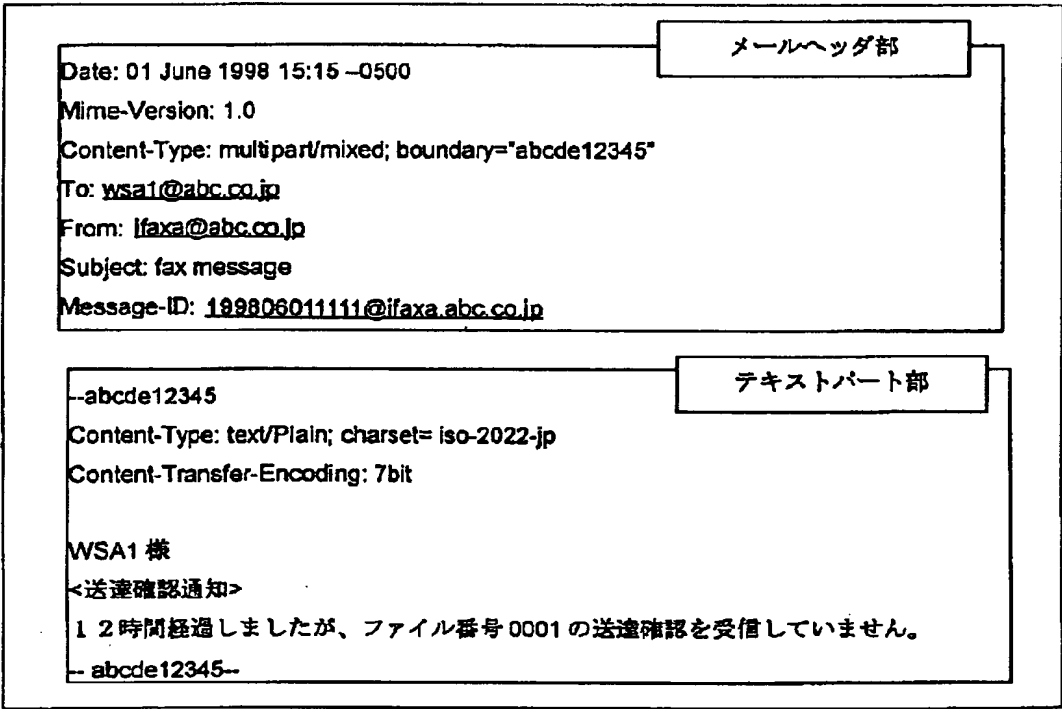 メールヘッダ部
Date: 01 June 1998 15:15 –0500
Mime-Version: 1.0
Content-Type: multipart/mixed; boundary="abcde12345"
To: wsa1@abc.co.jp
From: ifaxa@abc.co.jp
Subject: fax message
Message-ID: 199806011111@ifaxa.abc.co.jp
テキストパート部
--abcde12345
Content-Type: text/Plain; charset= iso-2022-jp
Content-Transfer-Encoding: 7bit
WSA1 様
<送達確認通知>
12時間経過しましたが、ファイル番号 0001 の送達確認を受信していません。
-- abcde12345--